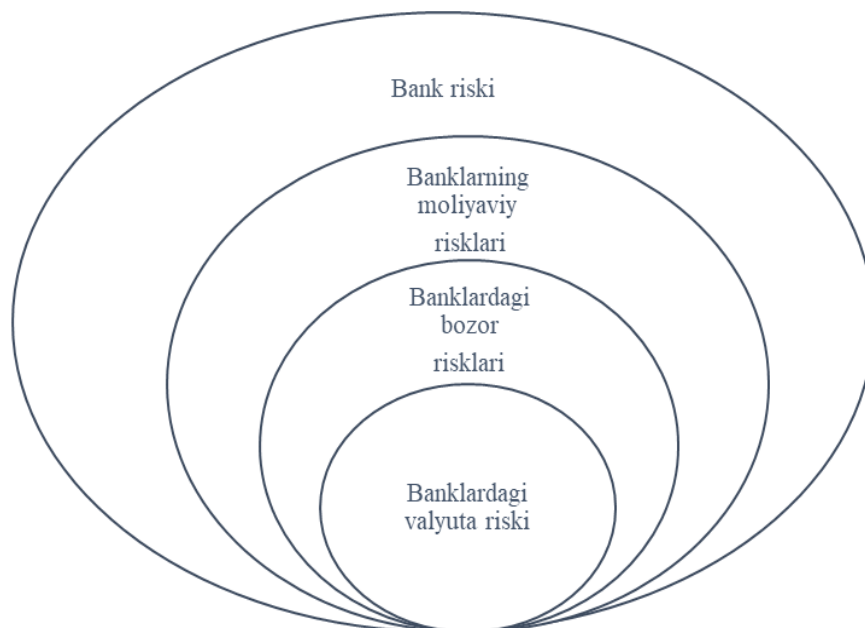 Bank riski
Banklarning
moliyaviy
risklari
Banklardagi
bozor
risklari
Banklardagi
valyuta riski